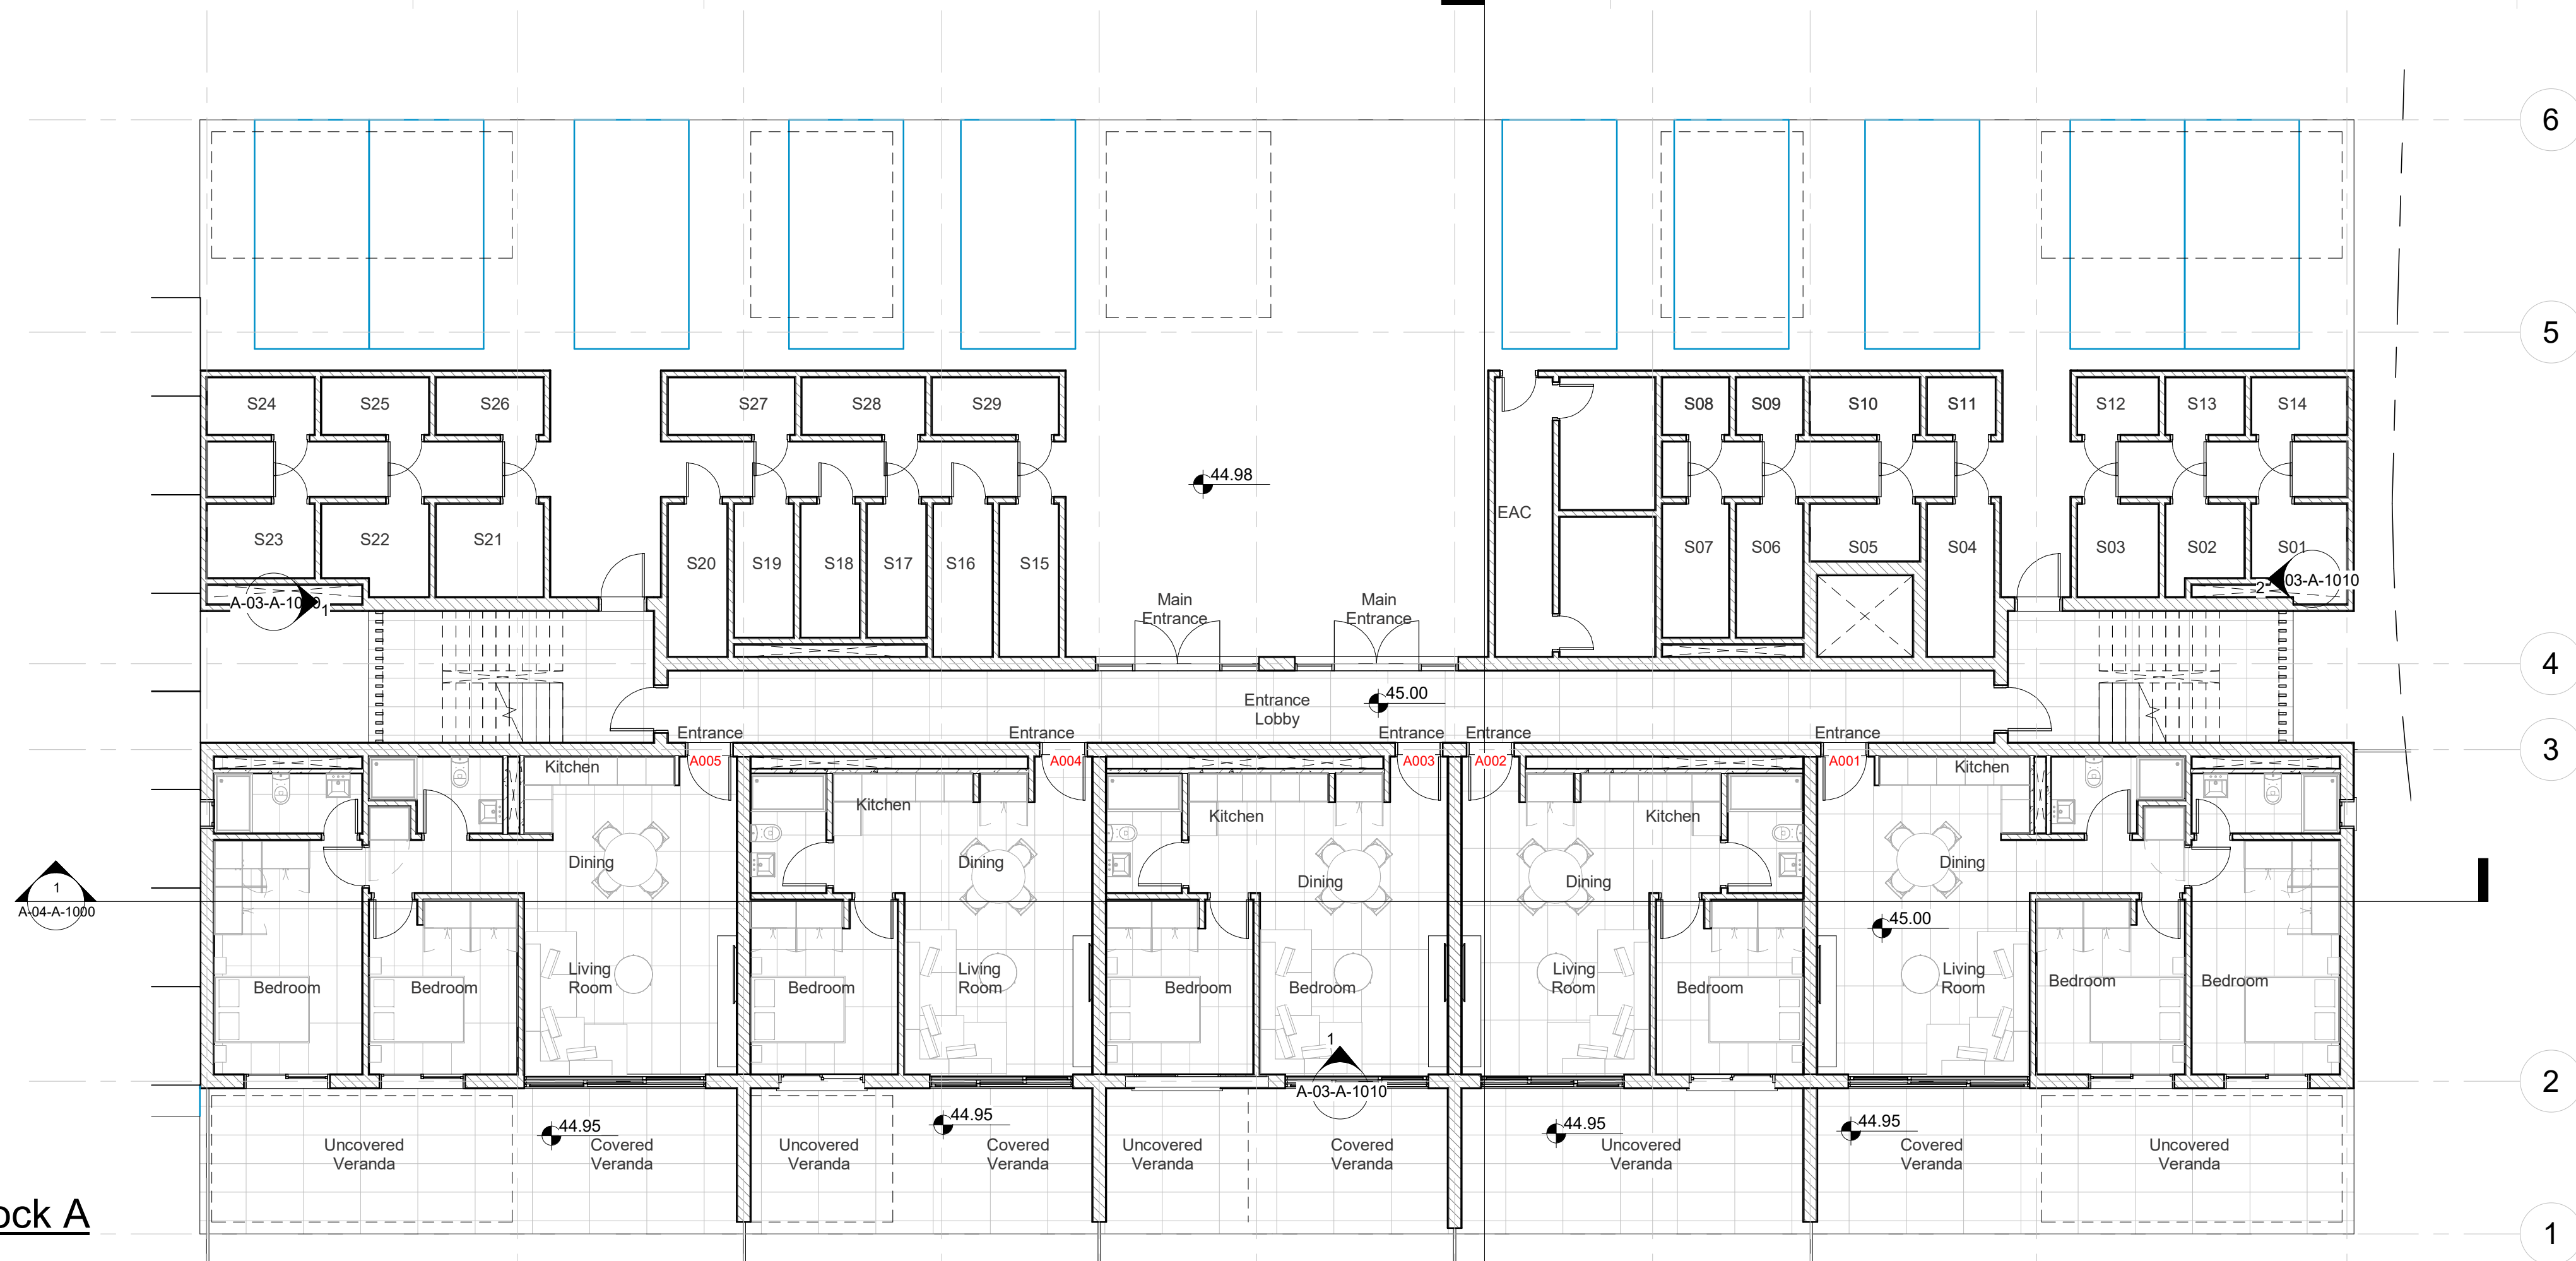 6
5
S24
S25
S26
S27
S28
S29
S08
S09
S10
S11
S12
S13
S14
44.98
EAC
S23
S22
S21
S20
S19
S18
S17
S16
S15
S07
S06
S05
S04
S03
S02
S01
A-03-A-10
1
2
03-A-1010
Main
Entrance
Main
Entrance
4
Entrance
Lobby
45.00
Entrance
Entrance
Entrance
Entrance
Entrance
3
A005
A004
A003
A002
A001
Kitchen
Kitchen
Kitchen
Kitchen
Kitchen
Dining
Dining
Dining
Dining
Dining
1
A-04-A-1000
45.00
Living
Room
Living
Room
Living
Room
Living
Room
Bedroom
Bedroom
Bedroom
Bedroom
Bedroom
Bedroom
Bedroom
Bedroom
1
A-03-A-1010
2
44.95
44.95
44.95
44.95
Uncovered
Veranda
Covered
Veranda
Uncovered
Veranda
Covered
Veranda
Uncovered
Veranda
Covered
Veranda
Uncovered
Veranda
Covered
Veranda
Uncovered
Veranda
ock A
1